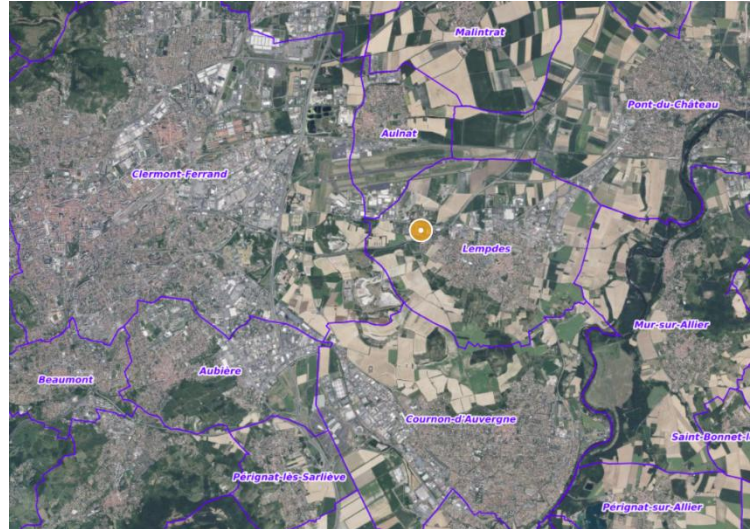 Malintrat
Pont-du-Château
Aulnat
Clermont-Ferrand
Lempdes
Mur-sur-Allier
Aubière
Beaumont
Cournon-d'Auvergne
Saint-Bonnet-l
Pérignat-lès-Sarliève
Pérignat-sur-Allier